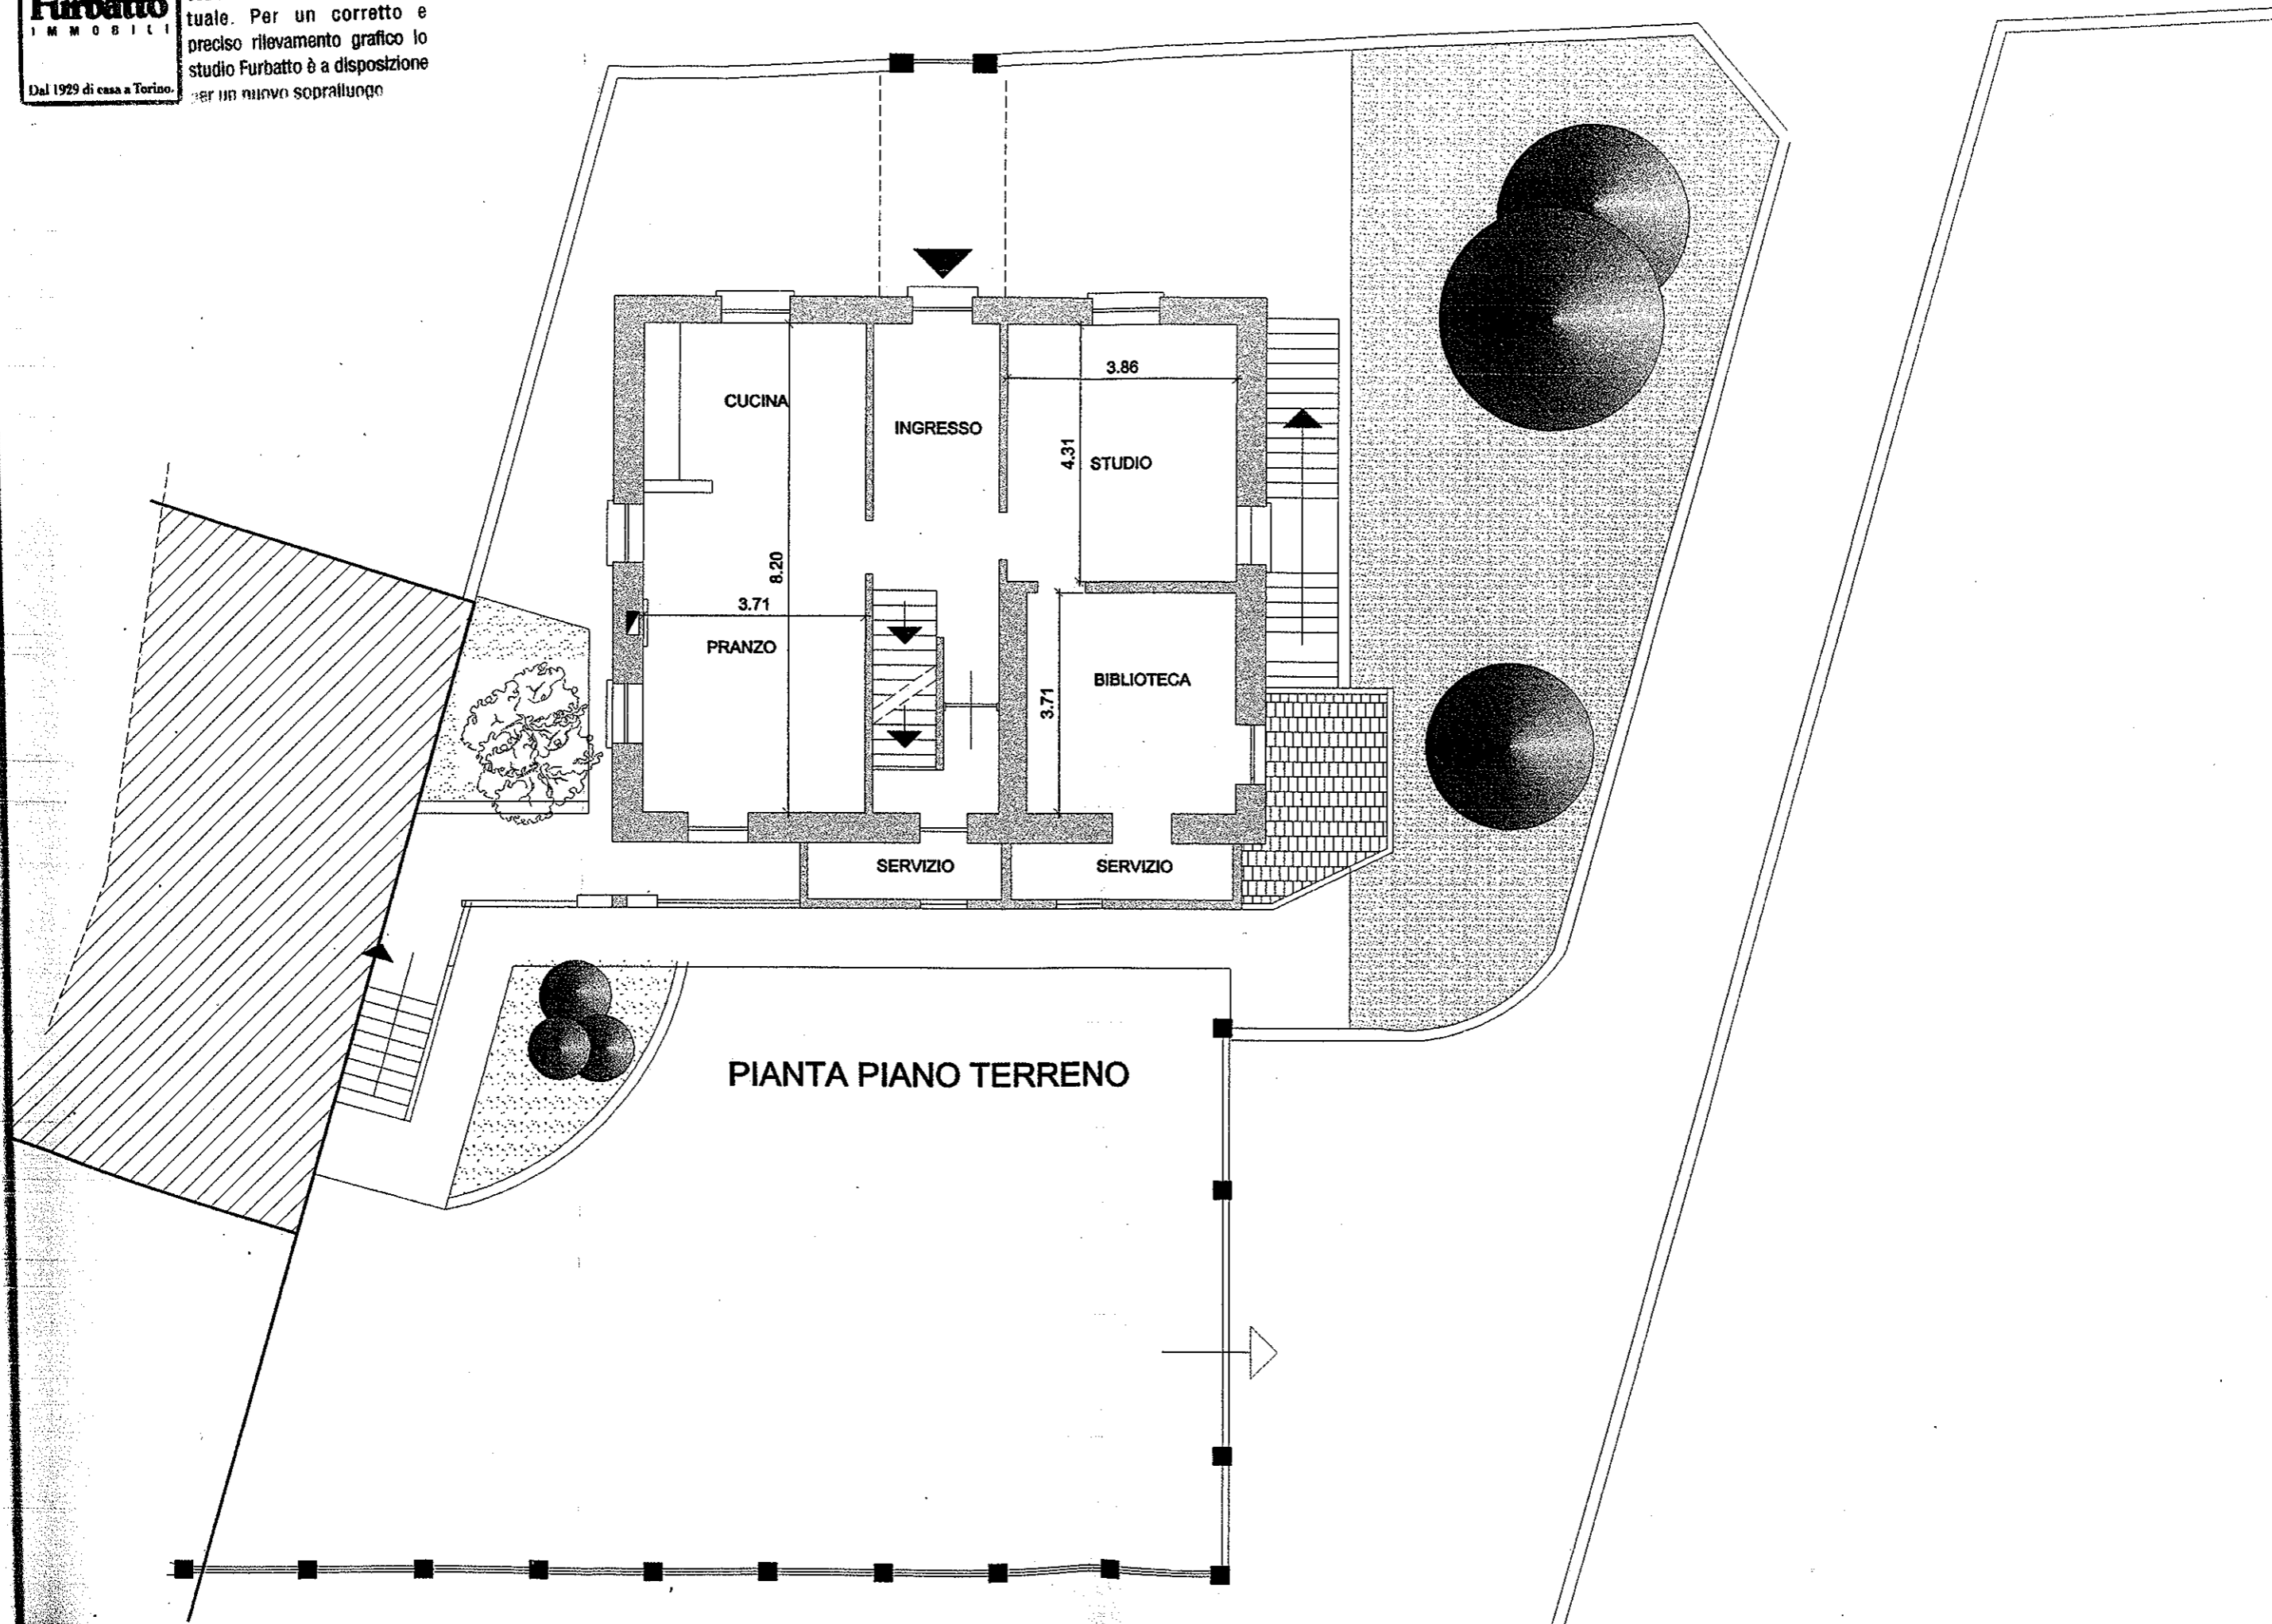 Furbatto
IMMOBILI
Dal 1929 di casa a Torino.
tuale. Per un corretto e
preciso rilevamento grafico lo
studio Furbatto è a disposizione
per un nuovo sopralluogo
CUCINA
INGRESSO
3.86
4.31
STUDIO
8.20
3.71
PRANZO
BIBLIOTECA
3.71
SERVIZIO
SERVIZIO
PIANTA PIANO TERRENO